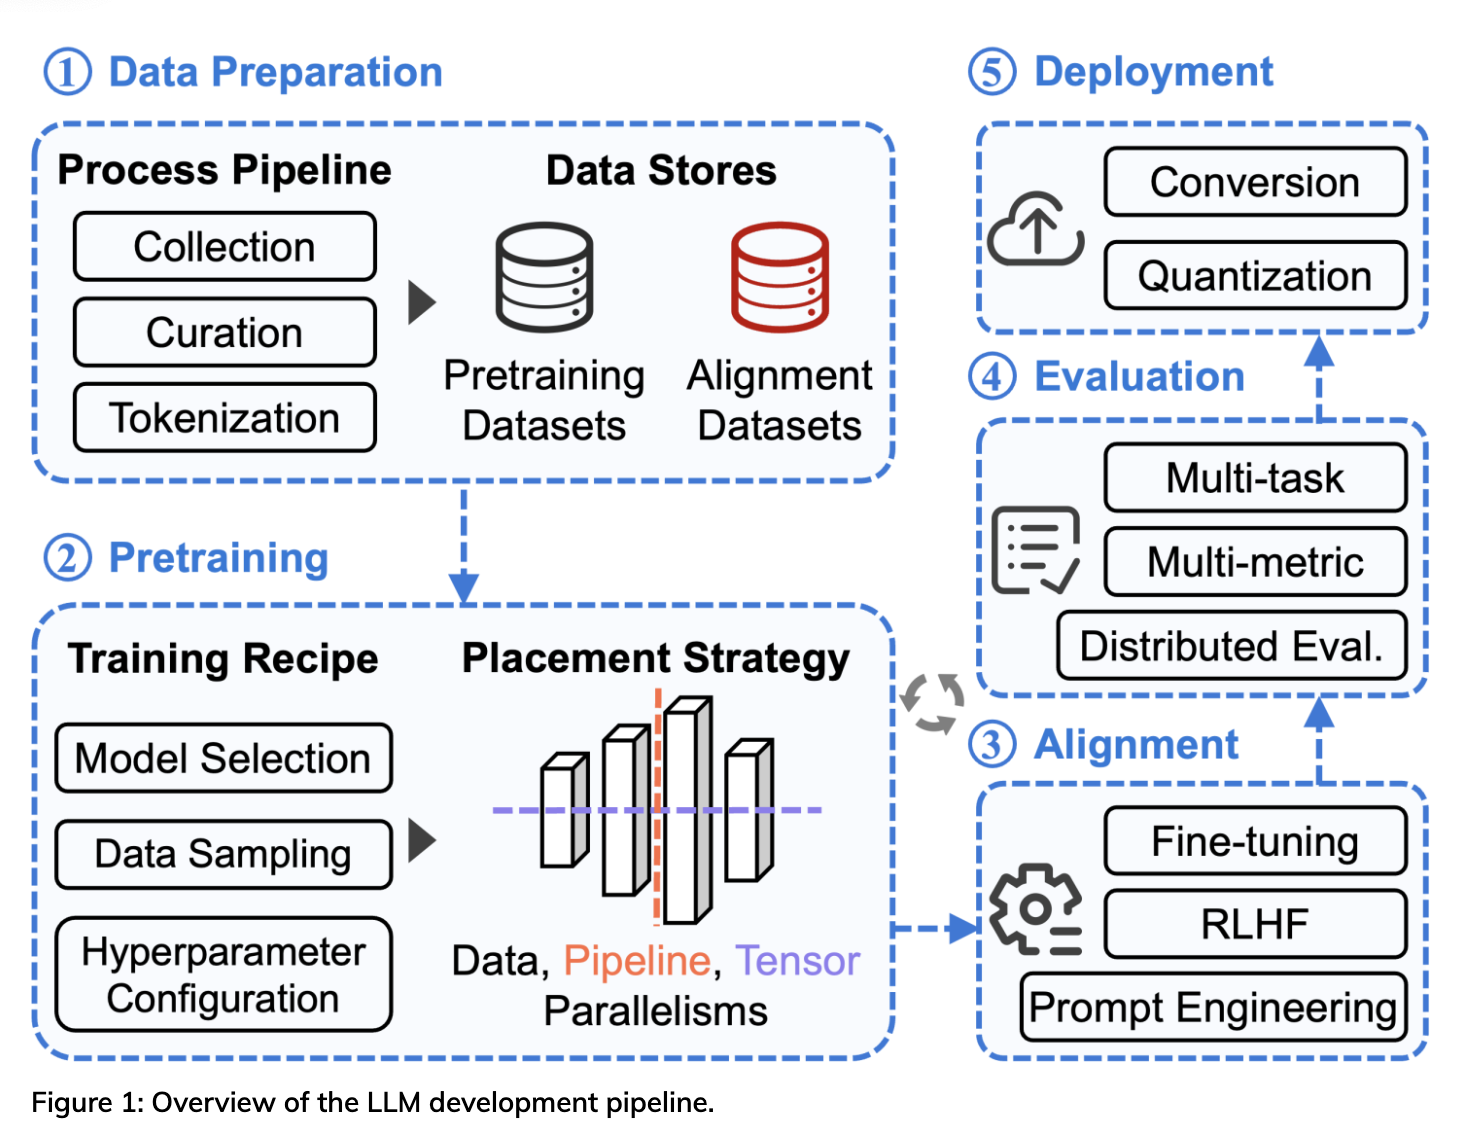 ① Data Preparation
Process Pipeline
Collection
Curation
Tokenization
Data Stores
Pretraining
Datasets
Alignment
Datasets
② Pretraining
Training Recipe
Model Selection
Data Sampling
Hyperparameter
Configuration
Placement Strategy
Data, Pipeline, Tensor
Parallelisms
③ Alignment
Fine-tuning
RLHF
Prompt Engineering
④ Evaluation
Multi-task
Multi-metric
Distributed Eval.
⑤ Deployment
Conversion
Quantization
Figure 1: Overview of the LLM development pipeline.